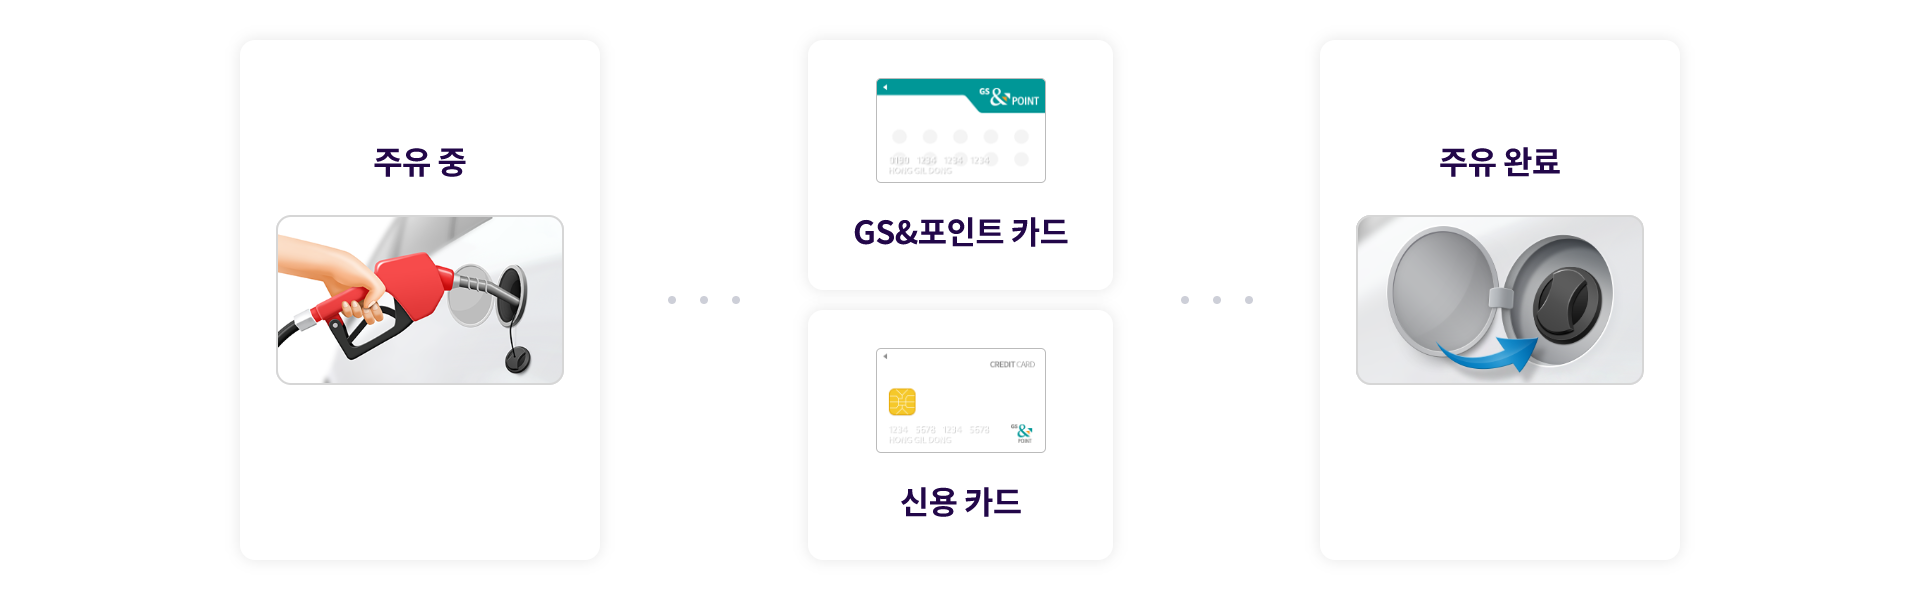 주유 중
GS& POINT
0190 1234 1234 1234
HONG GIL DONG
GS&포인트 카드
CREDIT CARD
1234 5678 1234 5678
HONG GIL DONG
GS&
POINT
신용 카드
주유 완료